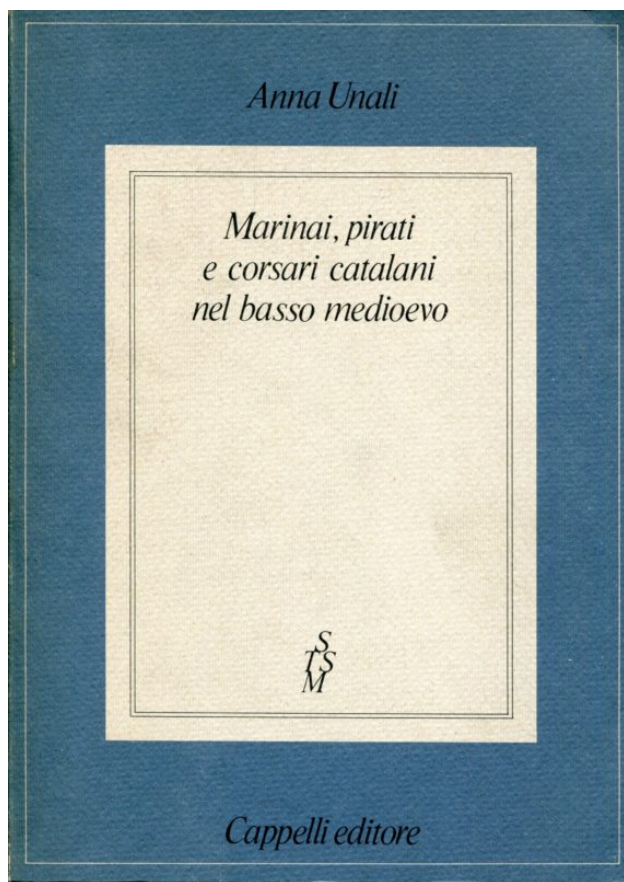 Anna Unali
Marinai, pirati
e corsari catalani
nel basso medioevo
S
TS
M
Cappelli editore